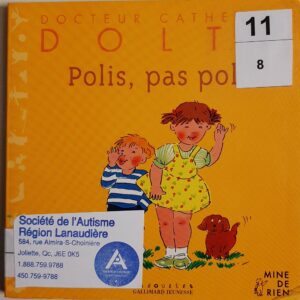 DOCTEUR CATHE
DOLT
11
8
Polis, pas pol
Société de l'Autisme
Région Lanaudière
584, rue Almira-S-Choinière
Joliette, Qc, J6E 0K5
1.888.759.9788
450.759-9788
GALLIMARD JEUNESSE
MINE
DE
RIEN